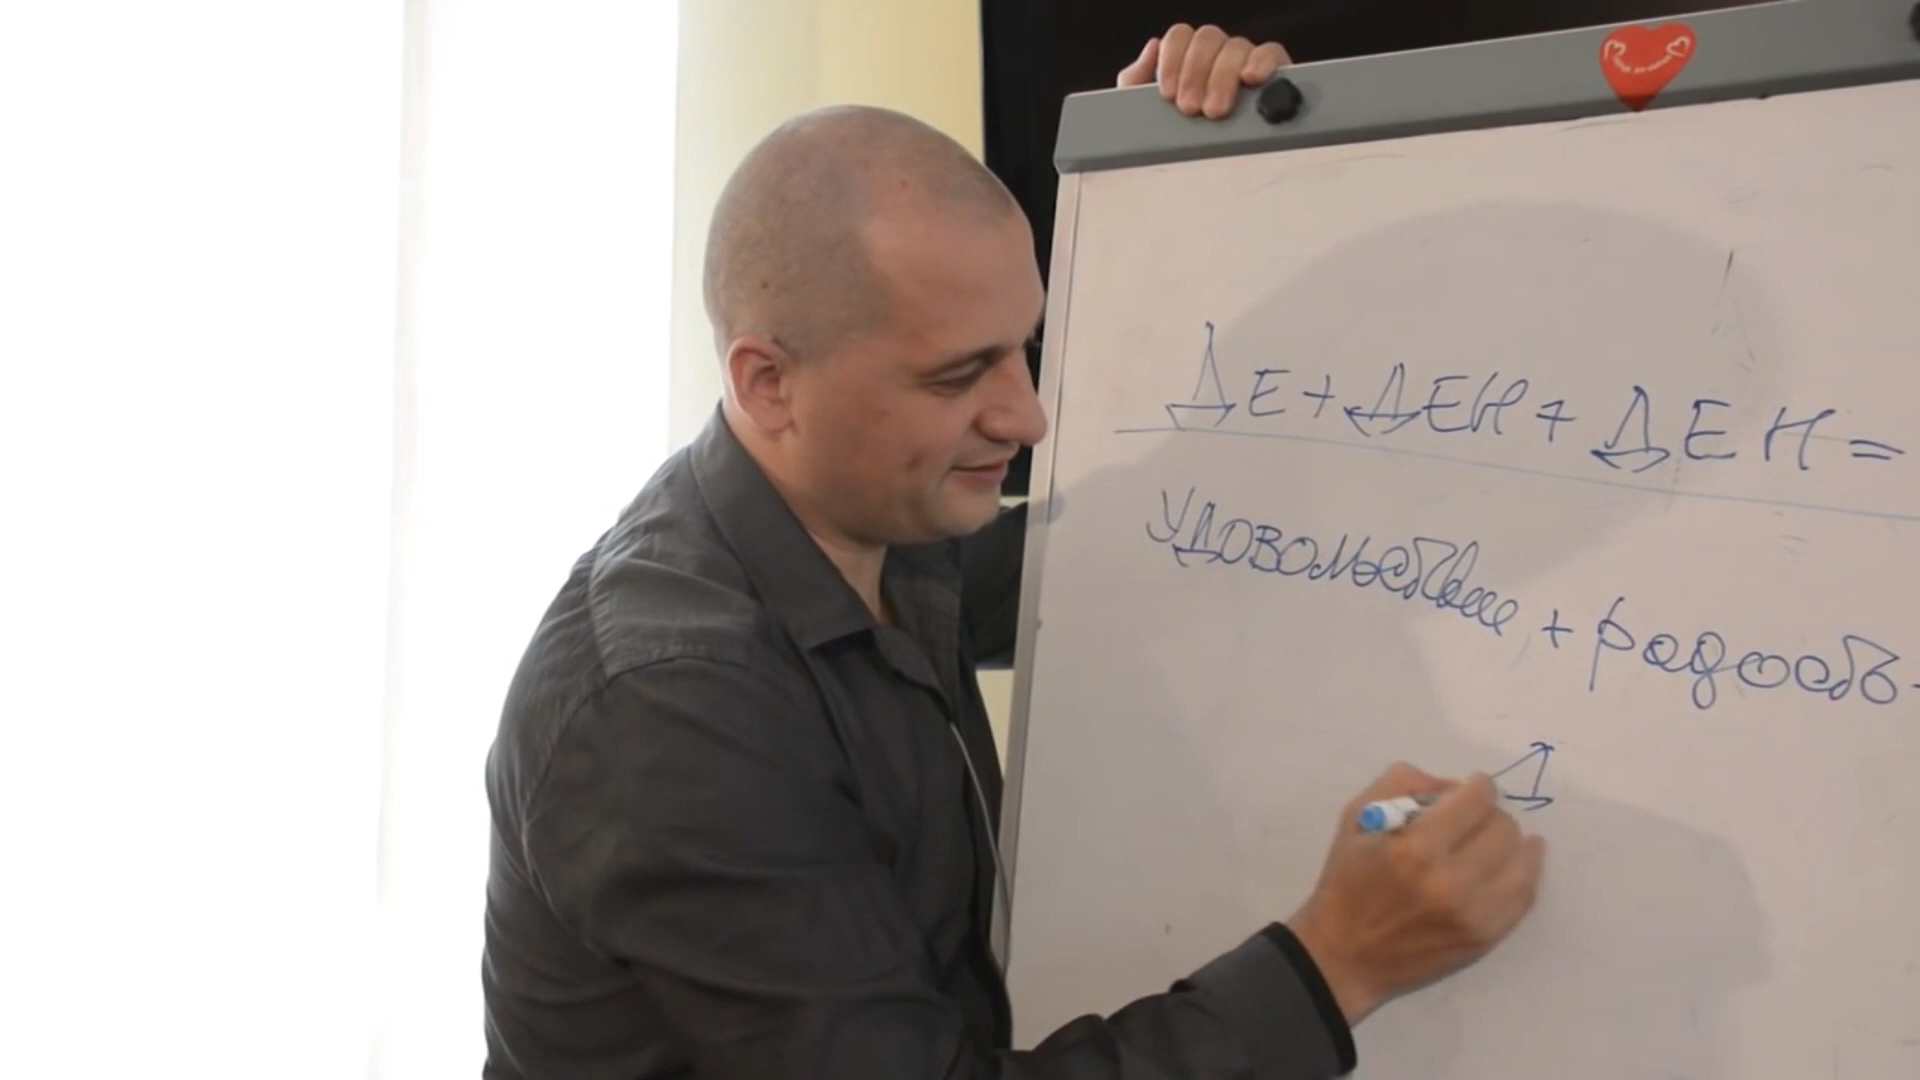 ДЕ + ДЕН + ДЕН =
удовольствие + радость
Д